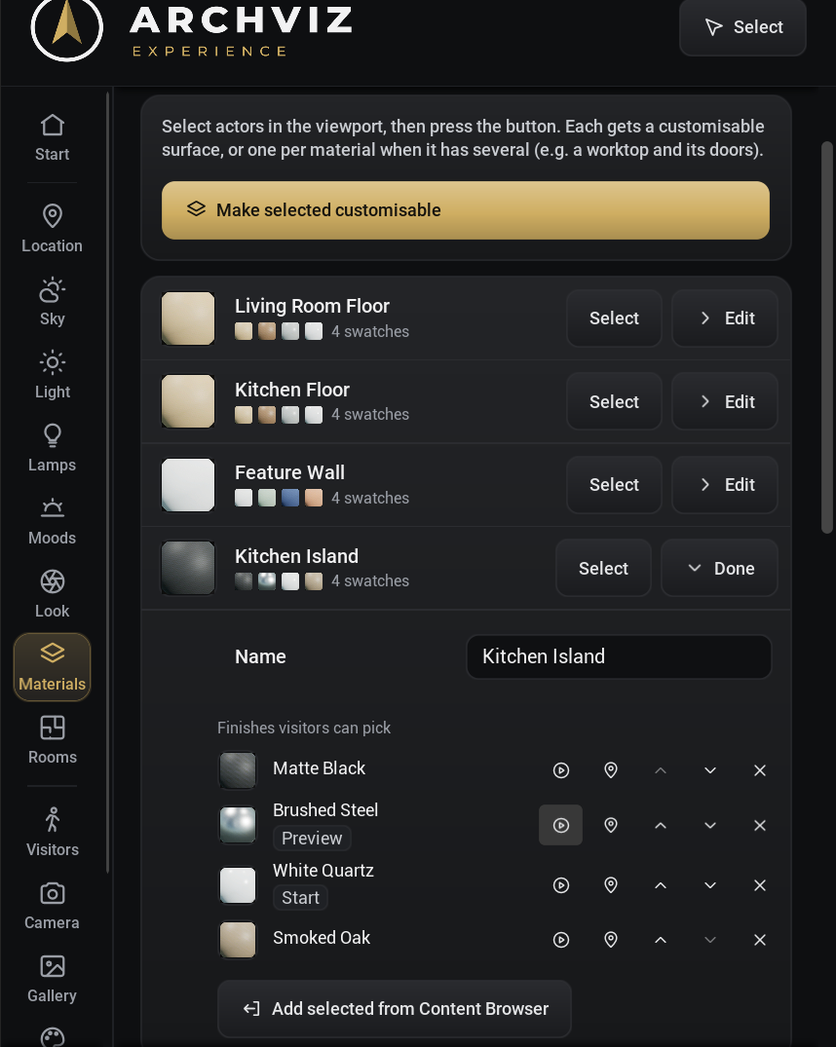 ARCHVIZ
EXPERIENCE
Select
Start
Location
Sky
Light
Lamps
Moods
Look
Materials
Rooms
Visitors
Camera
Gallery
Select actors in the viewport, then press the button. Each gets a customisable
surface, or one per material when it has several (e.g. a worktop and its doors).
Make selected customisable
Living Room Floor
4 swatches
Select
Edit
Kitchen Floor
4 swatches
Select
Edit
Feature Wall
4 swatches
Select
Edit
Kitchen Island
4 swatches
Select
Done
Name
Kitchen Island
Finishes visitors can pick
Matte Black
Brushed Steel
Preview
White Quartz
Start
Smoked Oak
Add selected from Content Browser